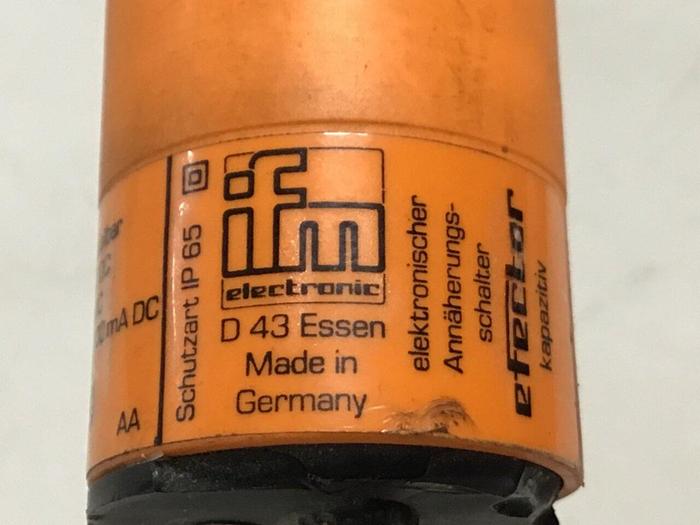 mA DC
AA
Schutzart IP 65
ifm
electronic
D 43 Essen
Made in
Germany
elektronischer
Annäherungs-
schalter
efector
kapazitiv